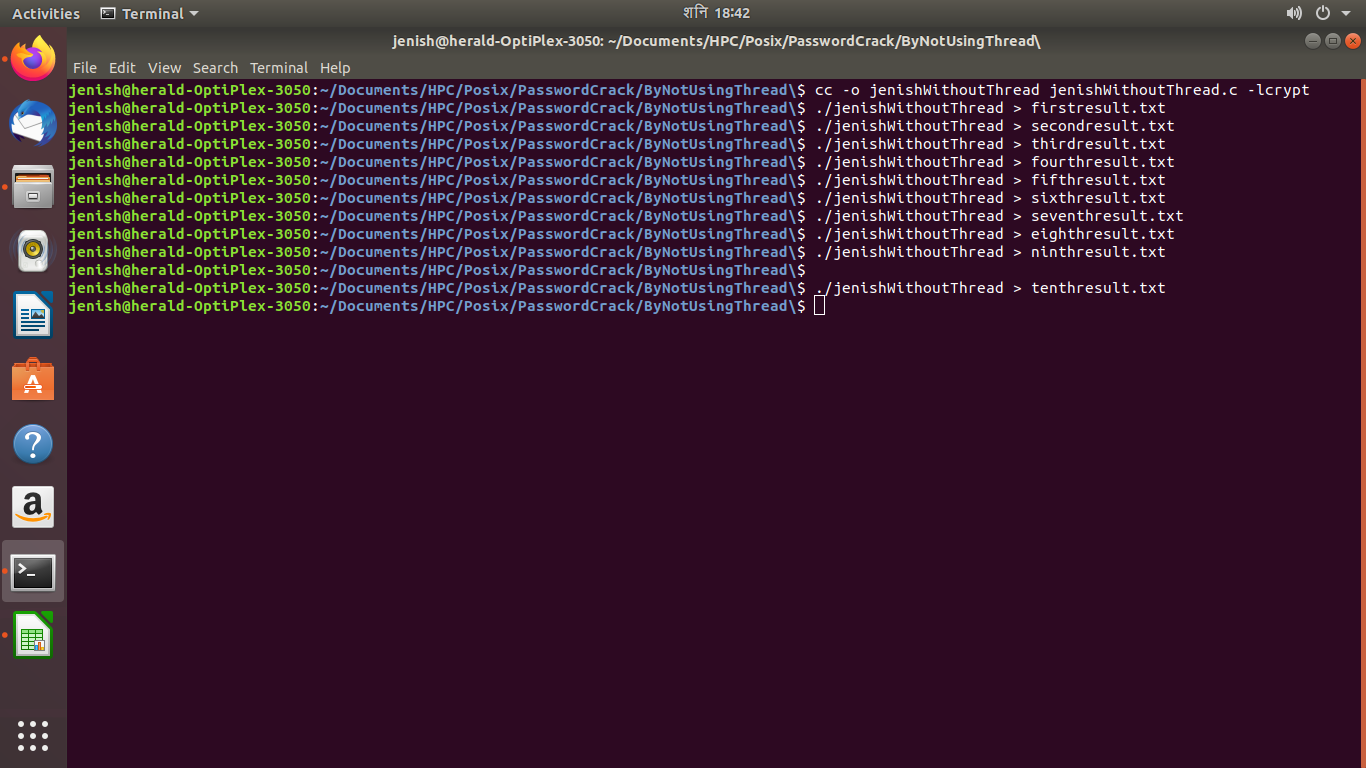 Activities Terminal शनि 18:42
jenish@herald-OptiPlex-3050: ~/Documents/HPC/Posix/PasswordCrack/ByNotUsingThread\
File Edit View Search Terminal Help
jenish@herald-OptiPlex-3050:~/Documents/HPC/Posix/PasswordCrack/ByNotUsingThread\$ cc -o jenishWithoutThread jenishWithoutThread.c -lcrypt
jenish@herald-OptiPlex-3050:~/Documents/HPC/Posix/PasswordCrack/ByNotUsingThread\$ ./jenishWithoutThread > firstresult.txt
jenish@herald-OptiPlex-3050:~/Documents/HPC/Posix/PasswordCrack/ByNotUsingThread\$ ./jenishWithoutThread > secondresult.txt
jenish@herald-OptiPlex-3050:~/Documents/HPC/Posix/PasswordCrack/ByNotUsingThread\$ ./jenishWithoutThread > thirdresult.txt
jenish@herald-OptiPlex-3050:~/Documents/HPC/Posix/PasswordCrack/ByNotUsingThread\$ ./jenishWithoutThread > fourthresult.txt
jenish@herald-OptiPlex-3050:~/Documents/HPC/Posix/PasswordCrack/ByNotUsingThread\$ ./jenishWithoutThread > fifthresult.txt
jenish@herald-OptiPlex-3050:~/Documents/HPC/Posix/PasswordCrack/ByNotUsingThread\$ ./jenishWithoutThread > sixthresult.txt
jenish@herald-OptiPlex-3050:~/Documents/HPC/Posix/PasswordCrack/ByNotUsingThread\$ ./jenishWithoutThread > seventhresult.txt
jenish@herald-OptiPlex-3050:~/Documents/HPC/Posix/PasswordCrack/ByNotUsingThread\$ ./jenishWithoutThread > eighthresult.txt
jenish@herald-OptiPlex-3050:~/Documents/HPC/Posix/PasswordCrack/ByNotUsingThread\$ ./jenishWithoutThread > ninthresult.txt
jenish@herald-OptiPlex-3050:~/Documents/HPC/Posix/PasswordCrack/ByNotUsingThread\$
jenish@herald-OptiPlex-3050:~/Documents/HPC/Posix/PasswordCrack/ByNotUsingThread\$ ./jenishWithoutThread > tenthresult.txt
jenish@herald-OptiPlex-3050:~/Documents/HPC/Posix/PasswordCrack/ByNotUsingThread\$